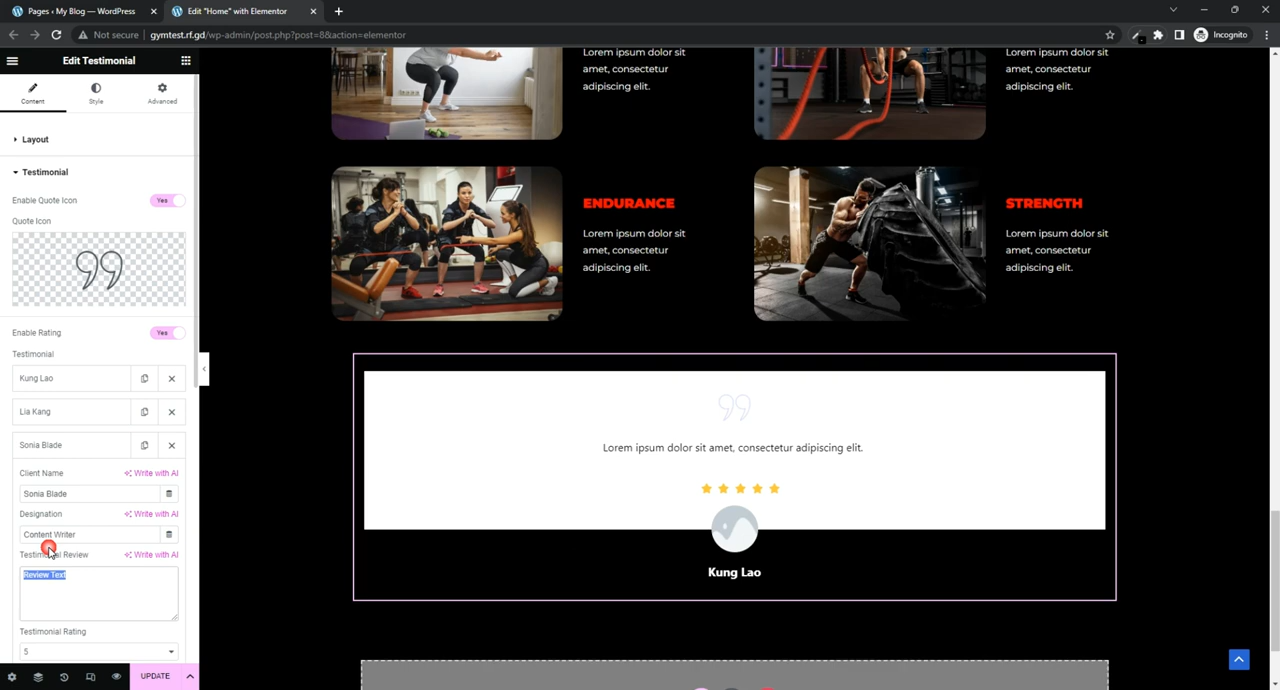 Pages ‹ My Blog — WordPress
Edit "Home" with Elementor
Not secure
gymtest.rf.gd/wp-admin/post.php?post=8&action=elementor
Incognito
Edit Testimonial
Content
Style
Advanced
Layout
Testimonial
Enable Quote Icon
Yes
Quote Icon
Enable Rating
Yes
Testimonial
Kung Lao
Lia Kang
Sonia Blade
Client Name
Write with AI
Sonia Blade
Designation
Write with AI
Content Writer
Testimonial Review
Write with AI
Review Text
Testimonial Rating
5
UPDATE
Lorem ipsum dolor sit
amet, consectetur
adipiscing elit.
Lorem ipsum dolor sit
amet, consectetur
adipiscing elit.
ENDURANCE
Lorem ipsum dolor sit
amet, consectetur
adipiscing elit.
STRENGTH
Lorem ipsum dolor sit
amet, consectetur
adipiscing elit.
Lorem ipsum dolor sit amet, consectetur adipiscing elit.
Kung Lao